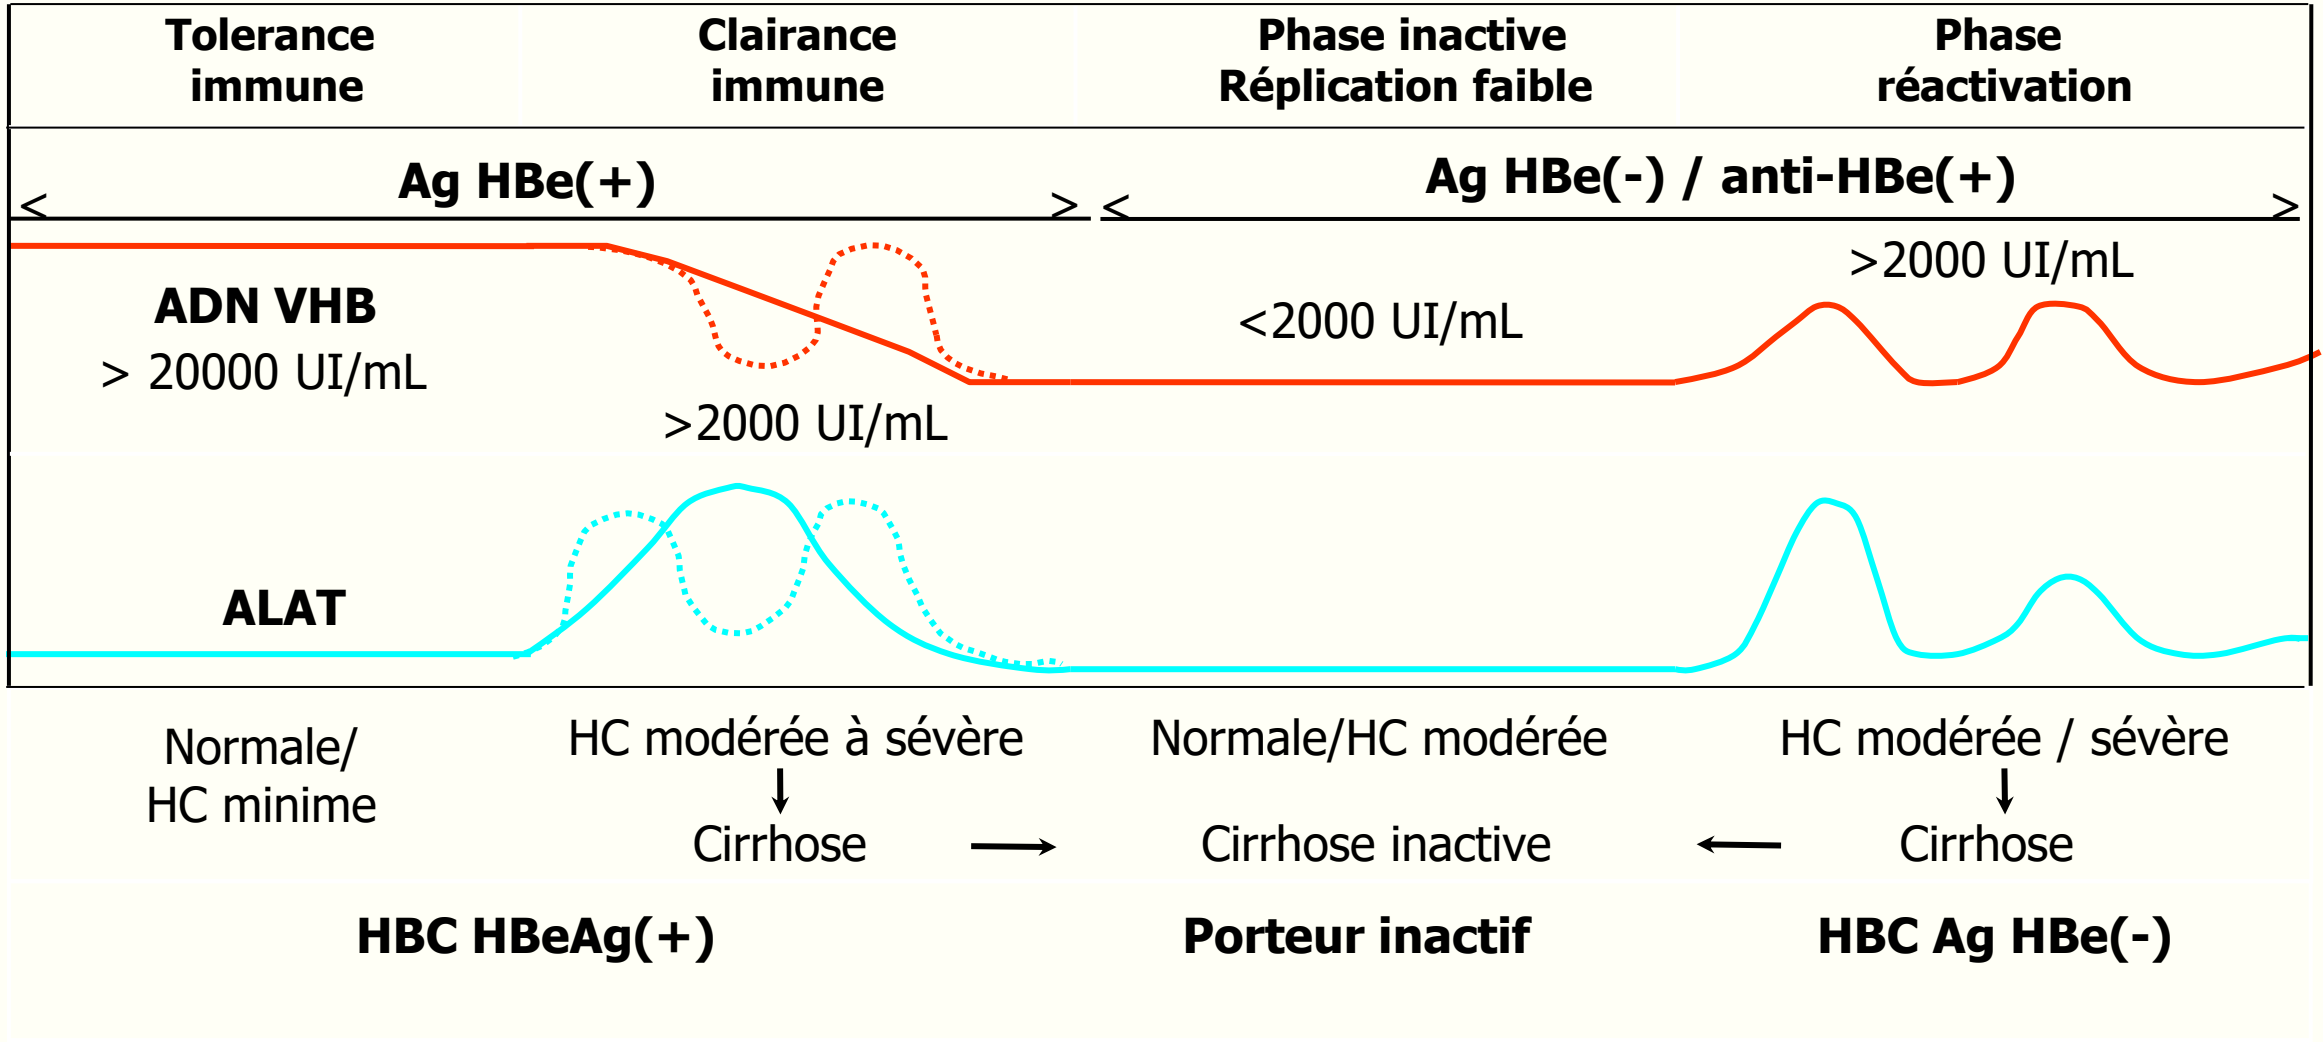 Tolerance
immune
Clairance
immune
Phase inactive
Réplication faible
Phase
réactivation
Ag HBe(+)
Ag HBe(-) / anti-HBe(+)
< > < >
ADN VHB
> 20000 UI/mL
>2000 UI/mL
<2000 UI/mL
>2000 UI/mL
ALAT
Normale/
HC minime
HC modérée à sévère
Cirrhose
Normale/HC modérée
Cirrhose inactive
HC modérée / sévère
Cirrhose
HBC HBeAg(+)
Porteur inactif
HBC Ag HBe(-)